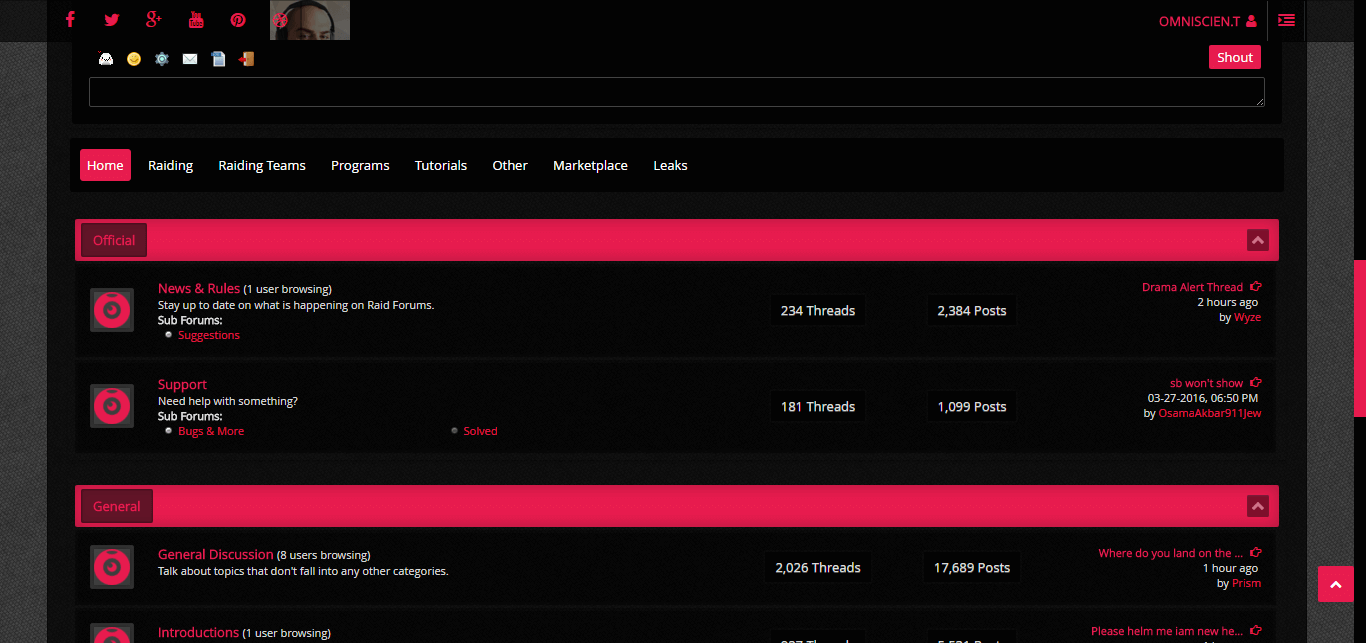 OMNISCIEN.T
Shout
Home Raiding Raiding Teams Programs Tutorials Other Marketplace Leaks
Official
News & Rules (1 user browsing)
Stay up to date on what is happening on Raid Forums.
Sub Forums:
Suggestions
234 Threads
2,384 Posts
Drama Alert Thread
2 hours ago
by Wyze
Support
Need help with something?
Sub Forums:
Bugs & More Solved
181 Threads
1,099 Posts
sb won't show
03-27-2016, 06:50 PM
by OsamaAkbar911Jew
General
General Discussion (8 users browsing)
Talk about topics that don't fall into any other categories.
2,026 Threads
17,689 Posts
Where do you land on the ...
1 hour ago
by Prism
Introductions (1 user browsing)
Please helm me iam new he...